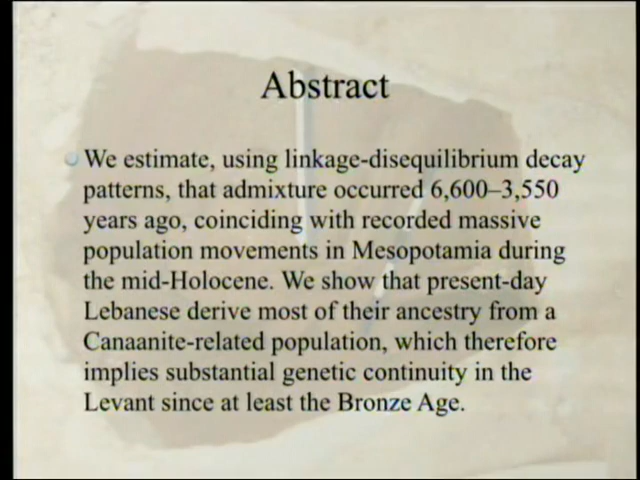 Abstract
We estimate, using linkage-disequilibrium decay
patterns, that admixture occurred 6,600–3,550
years ago, coinciding with recorded massive
population movements in Mesopotamia during
the mid-Holocene. We show that present-day
Lebanese derive most of their ancestry from a
Canaanite-related population, which therefore
implies substantial genetic continuity in the
Levant since at least the Bronze Age.